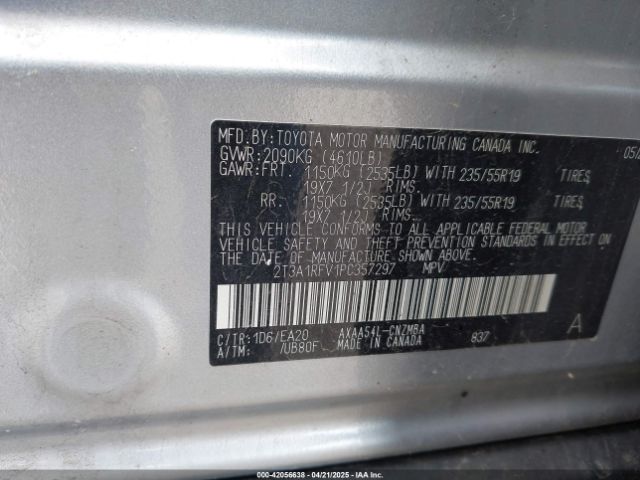 MFD. BY: TOYOTA MOTOR MANUFACTURING CANADA INC. 05/
GVWR: 2090KG (4610LB)
GAWR: FRT. 1150KG (2535LB) WITH 235/55R19 TIRES,
19X7 1/2J RIMS,
RR. 1150KG (2535LB) WITH 235/55R19 TIRES,
19X7 1/2J RIMS,
THIS VEHICLE CONFORMS TO ALL APPLICABLE FEDERAL MOTOR
VEHICLE SAFETY AND THEFT PREVENTION STANDARDS IN EFFECT ON
THE DATE OF MANUFACTURE SHOWN ABOVE.
2T3A1RFV1PC357297 MPV
C/TR: 1D6/EA20 AXAA54L-CNZMBA A
A/TM: /UB80F MADE IN CANADA 837
000-42056638 - 04/21/2025 - IAAI.COM